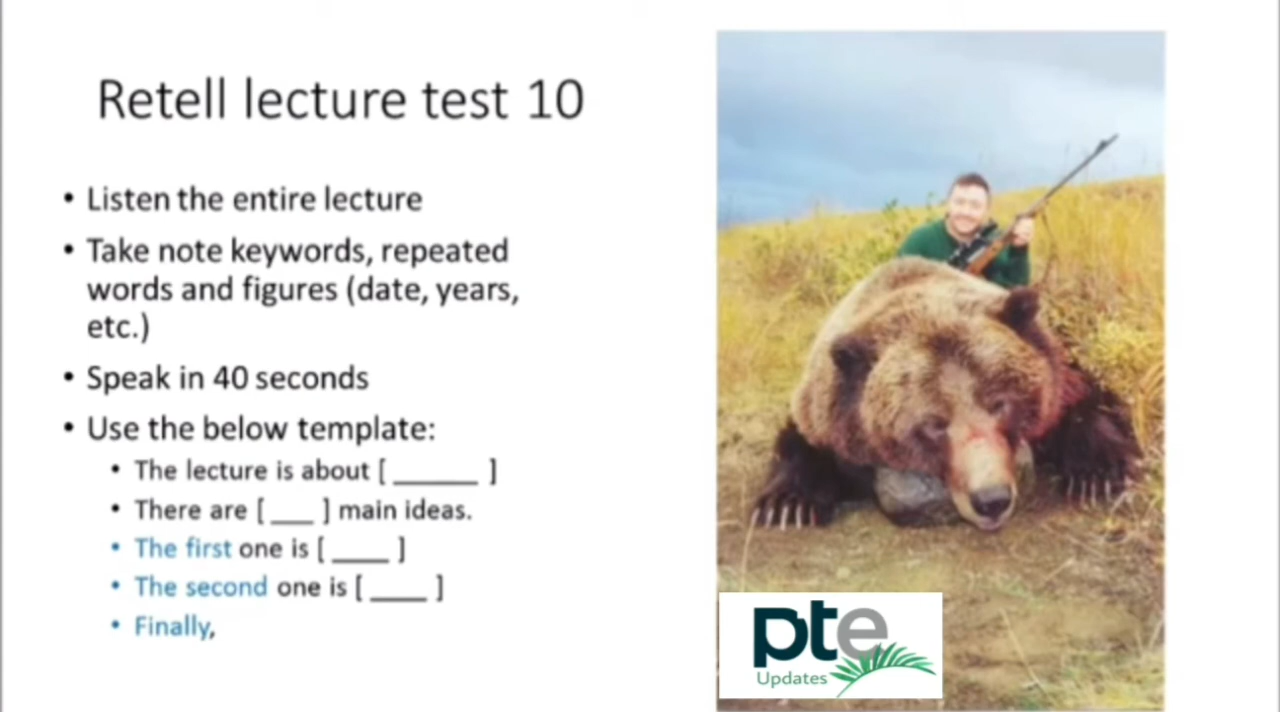 Retell lecture test 10
• Listen the entire lecture
• Take note keywords, repeated
words and figures (date, years,
etc.)
• Speak in 40 seconds
• Use the below template:
• The lecture is about [ ______ ]
• There are [ ___ ] main ideas.
• The first one is [ ____ ]
• The second one is [ ____ ]
• Finally,
pte
Updates